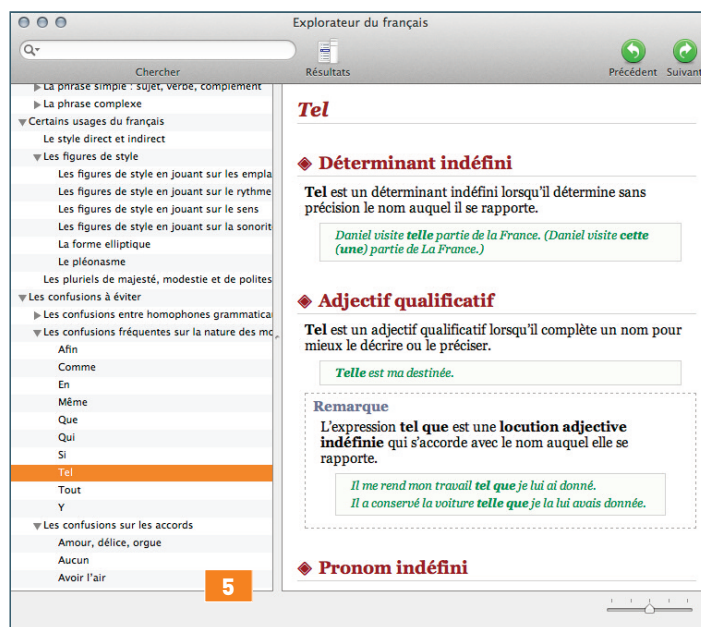 Explorateur du français
Chercher
Résultats
Précédent Suivant
La phrase simple : sujet, verbe, complément
La phrase complexe
Certains usages du français
Le style direct et indirect
Les figures de style
Les figures de style en jouant sur les empla
Les figures de style en jouant sur le rythme
Les figures de style en jouant sur le sens
Les figures de style en jouant sur la sonorit
La forme elliptique
Le pléonasme
Les pluriels de majesté, modestie et de polites
Les confusions à éviter
Les confusions entre homophones grammatica
Les confusions fréquentes sur la nature des mo
Afin
Comme
En
Même
Que
Qui
Si
Tel
Tout
Y
Les confusions sur les accords
Amour, délice, orgue
Aucun
Avoir l'air
5
Tel
Déterminant indéfini
Tel est un déterminant indéfini lorsqu'il détermine sans
précision le nom auquel il se rapporte.
Daniel visite telle partie de la France. (Daniel visite cette
(une) partie de La France.)
Adjectif qualificatif
Tel est un adjectif qualificatif lorsqu'il complète un nom pour
mieux le décrire ou le préciser.
Telle est ma destinée.
Remarque
L'expression tel que est une locution adjective
indéfinie qui s'accorde avec le nom auquel elle se
rapporte.
Il me rend mon travail tel que je lui ai donné.
Il a conservé la voiture telle que je la lui avais donnée.
Pronom indéfini